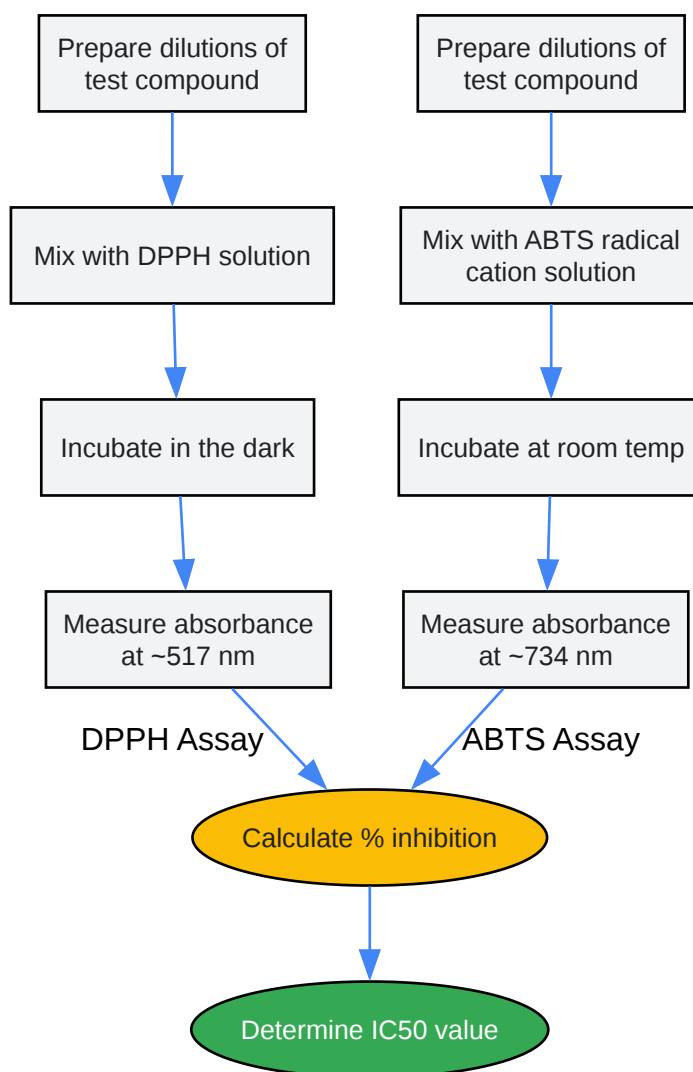 Prepare dilutions of
test compound
Prepare dilutions of
test compound
Mix with DPPH solution
Mix with ABTS radical
cation solution
Incubate in the dark
Incubate at room temp
Measure absorbance
at ~517 nm
Measure absorbance
at ~734 nm
DPPH Assay
ABTS Assay
Calculate % inhibition
Determine IC50 value